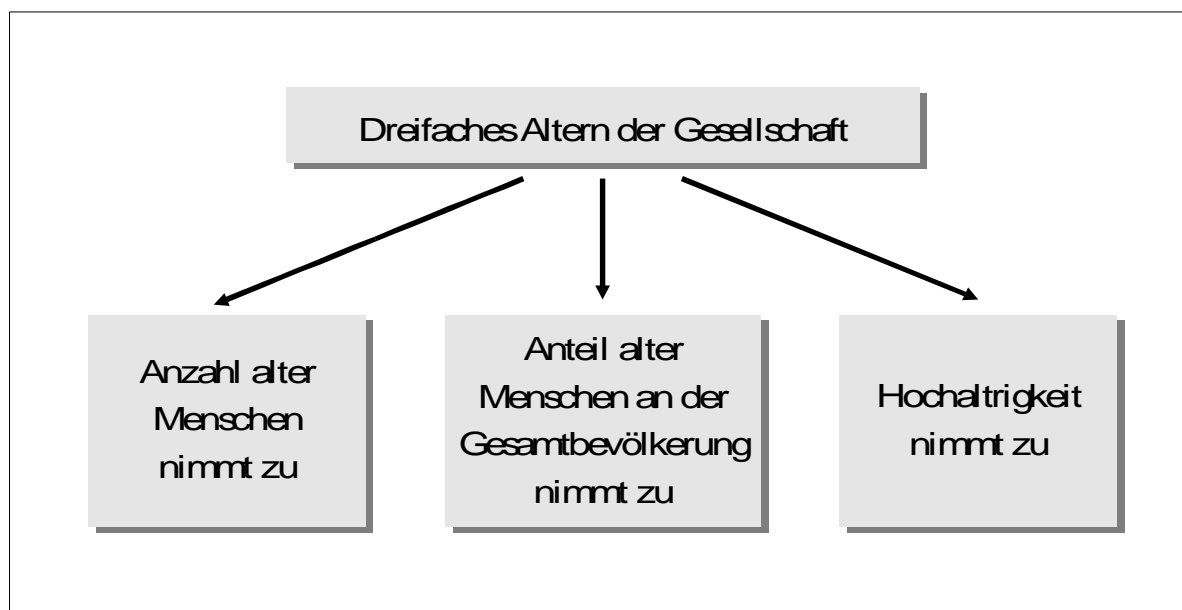 Dreifaches Altern der Gesellschaft
Anzahl alter
Menschen
nimmt zu
Anteil alter
Menschen an der
Gesamtbevölkerung
nimmt zu
Hochaltrigkeit
nimmt zu